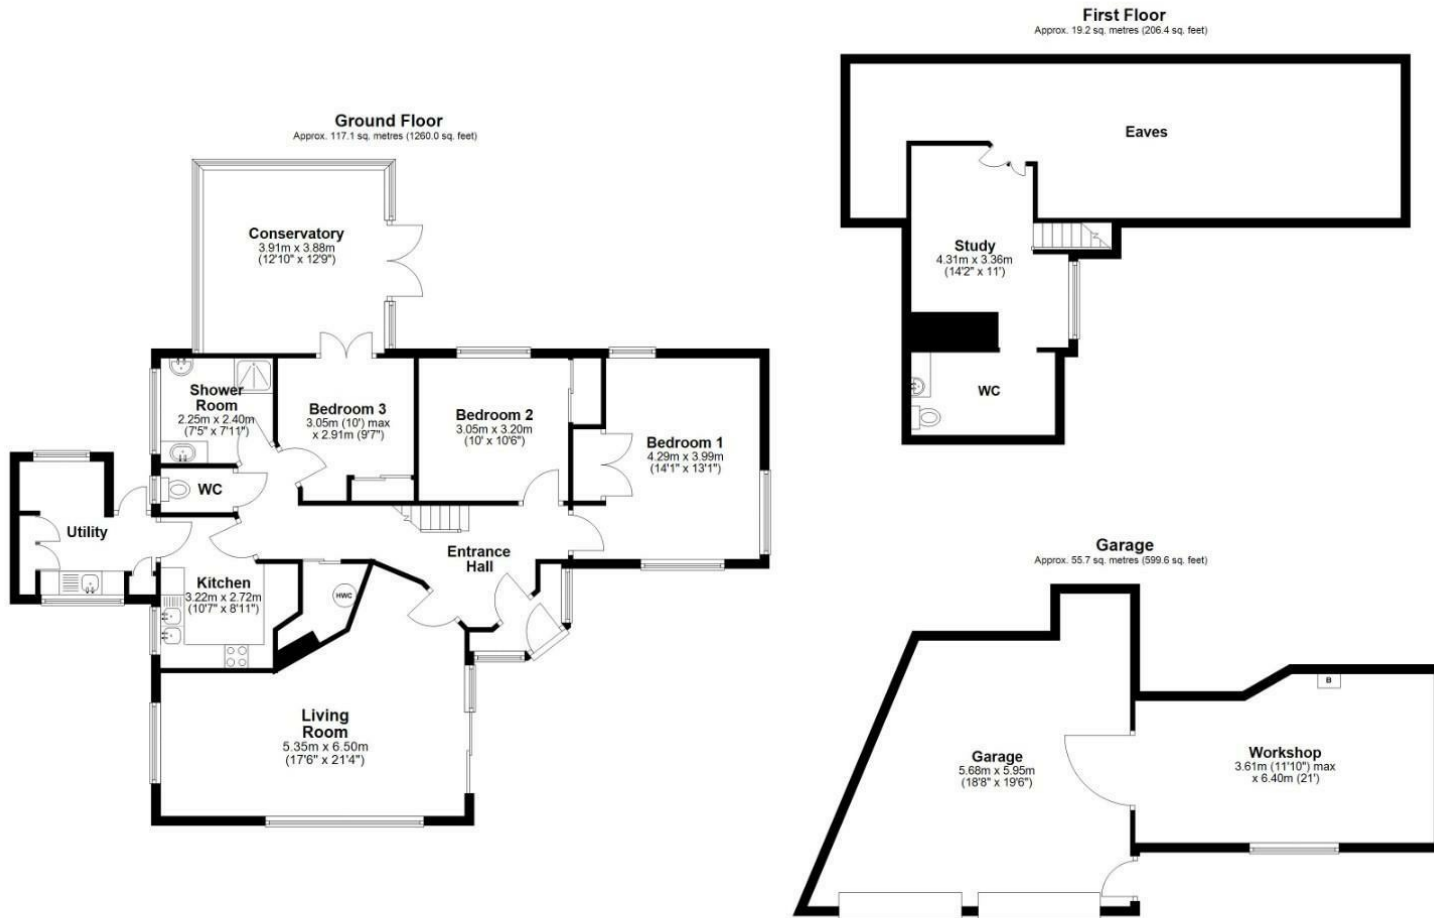 First Floor
Approx. 19.2 sq. metres (206.4 sq. feet)
Eaves
Study
4.31m x 3.36m
(14'2" x 11')
WC
Ground Floor
Approx. 117.1 sq. metres (1260.0 sq. feet)
Conservatory
3.91m x 3.88m
(12'10" x 12'9")
Shower
Room
2.25m x 2.40m
(7'5" x 7'11")
Bedroom 3
3.05m (10') max
x 2.91m (9'7")
Bedroom 2
3.05m x 3.20m
(10' x 10'6")
Bedroom 1
4.29m x 3.99m
(14'1" x 13'1")
WC
Utility
Entrance
Hall
Kitchen
3.22m x 2.72m
(10'7" x 8'11")
HWC
Living
Room
5.35m x 6.50m
(17'6" x 21'4")
Garage
Approx. 55.7 sq. metres (599.6 sq. feet)
B
Garage
5.68m x 5.95m
(18'8" x 19'6")
Workshop
3.61m (11'10") max
x 6.40m (21')